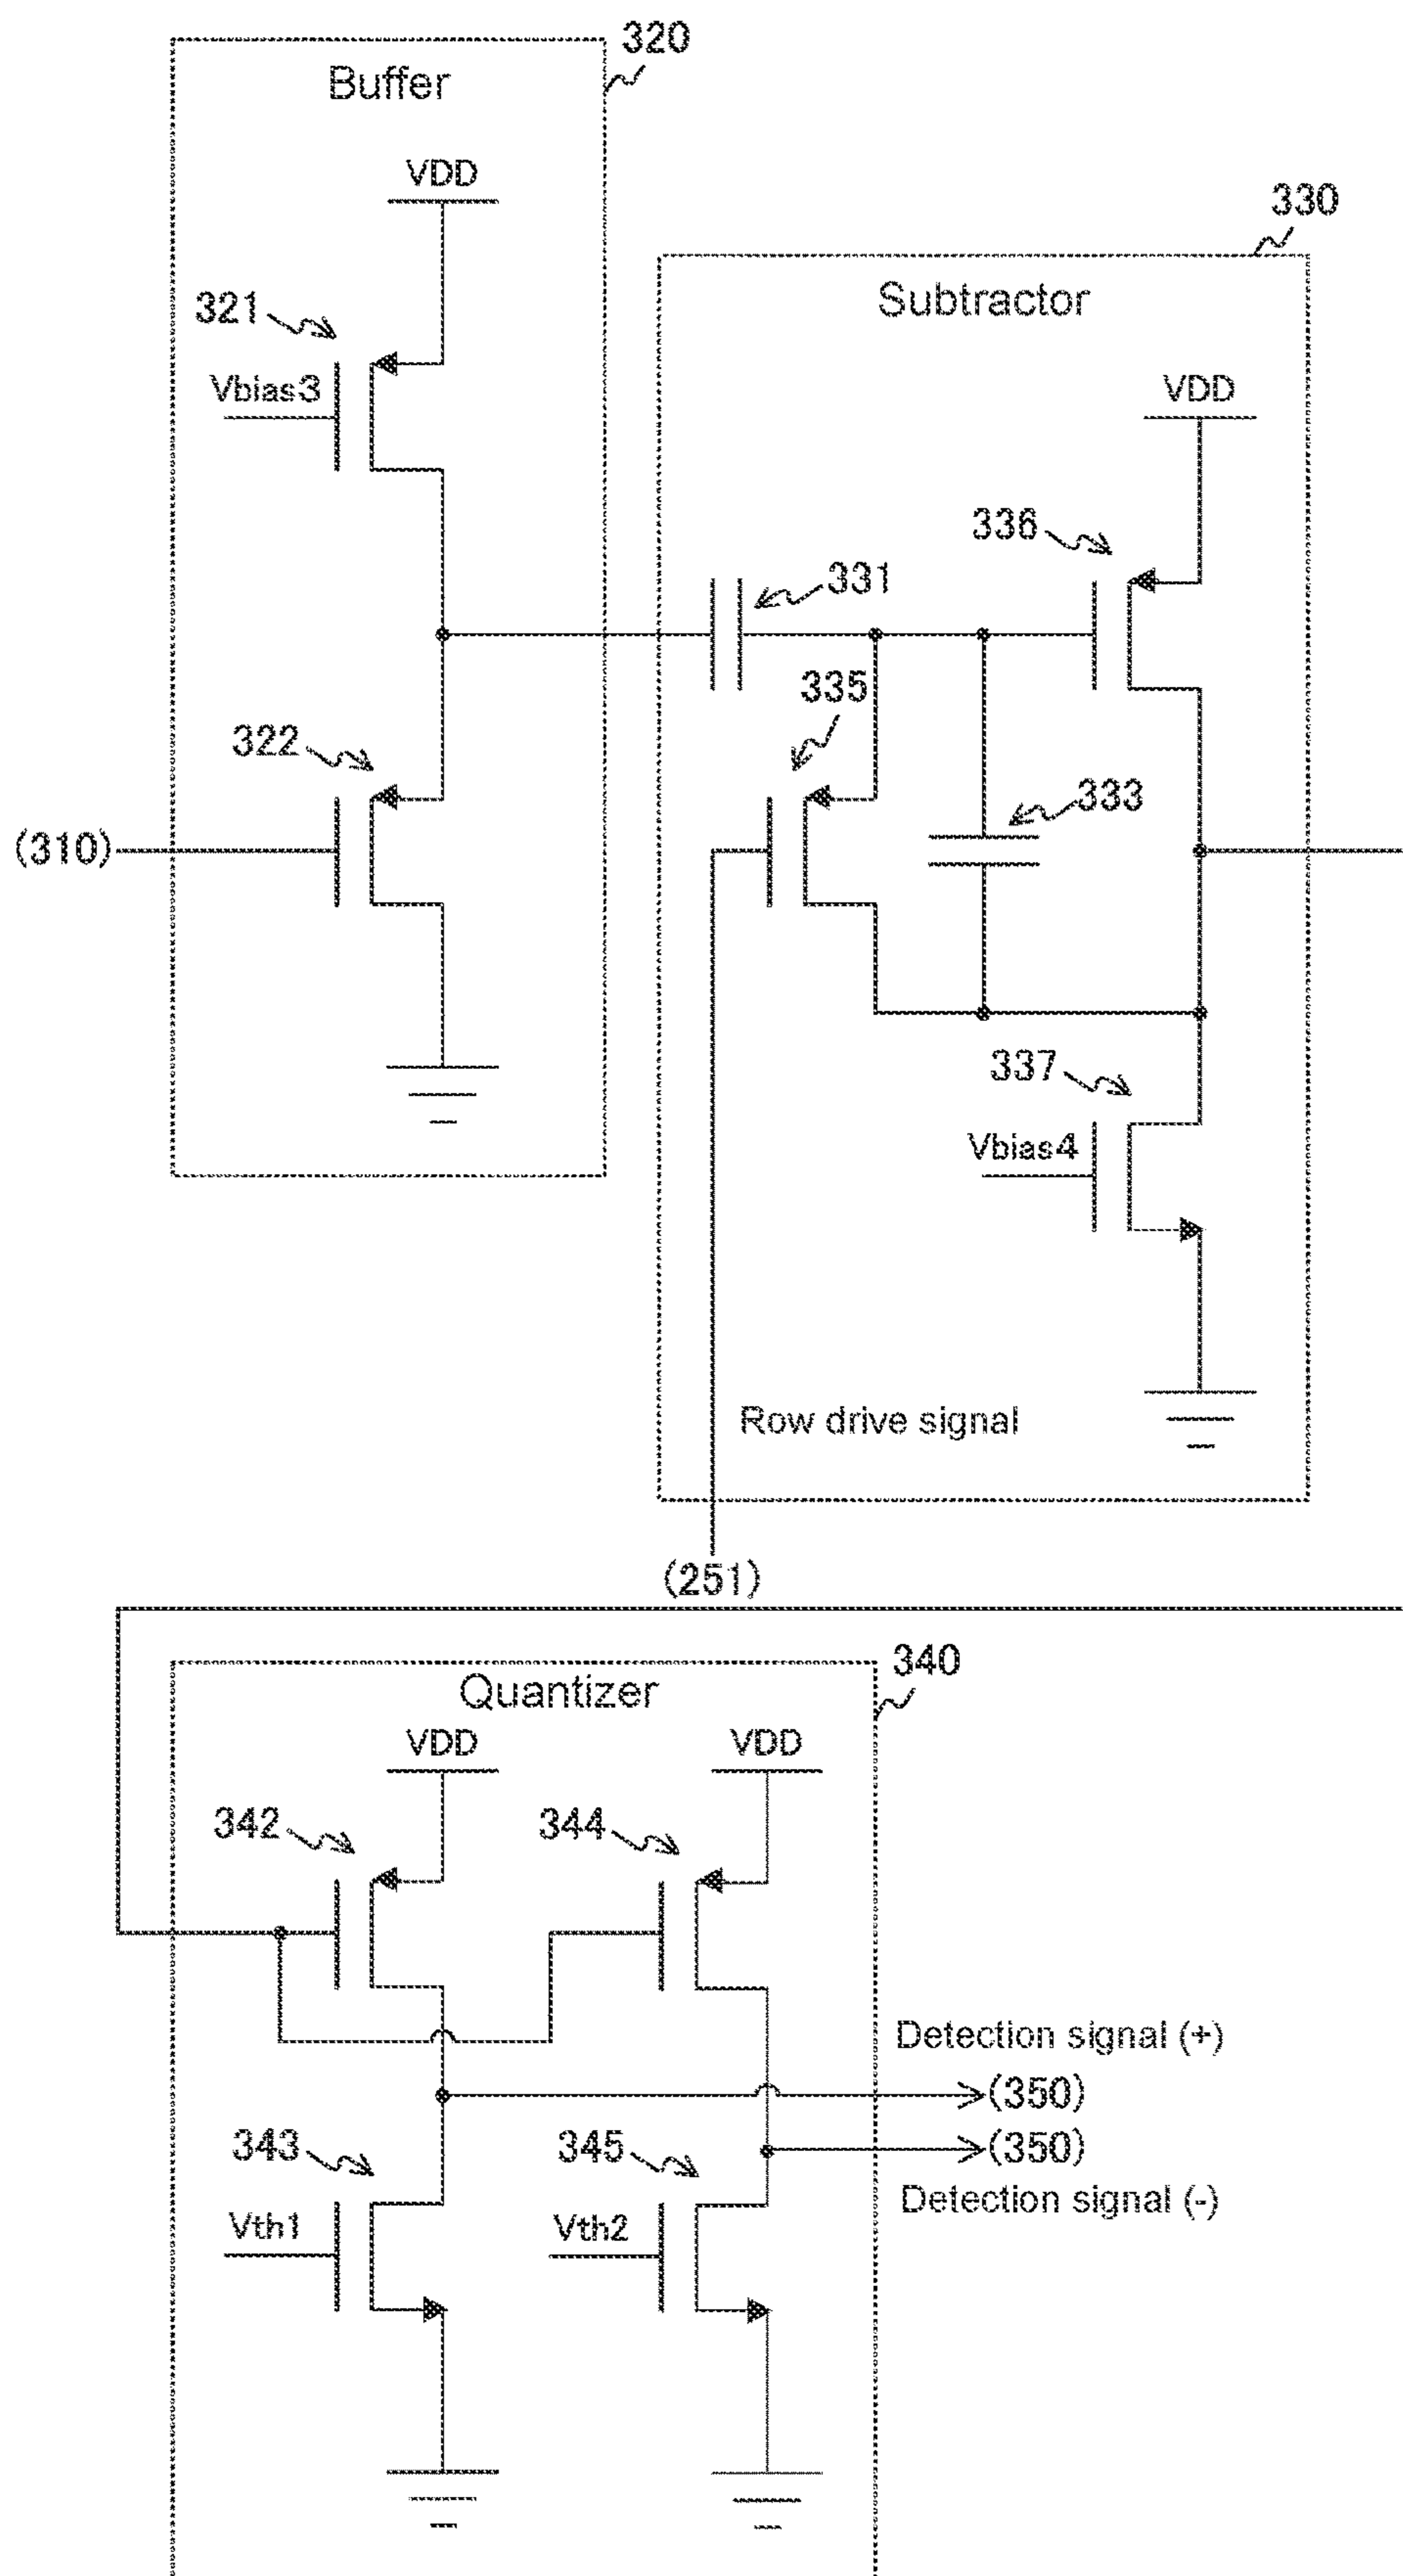 320
Buffer
VDD
330
Subtractor
321
Vbias3
VDD
336
331
335
322
333
(310)
337
Vbias4
Row drive signal
(251)
340
Quantizer
VDD
VDD
342
344
Detection signal (+)
(350)
343
345
(350)
Detection signal (-)
Vth1
Vth2